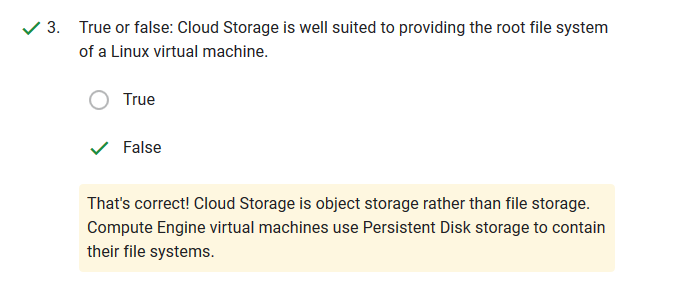 3. True or false: Cloud Storage is well suited to providing the root file system
of a Linux virtual machine.
True
False
That's correct! Cloud Storage is object storage rather than file storage.
Compute Engine virtual machines use Persistent Disk storage to contain
their file systems.